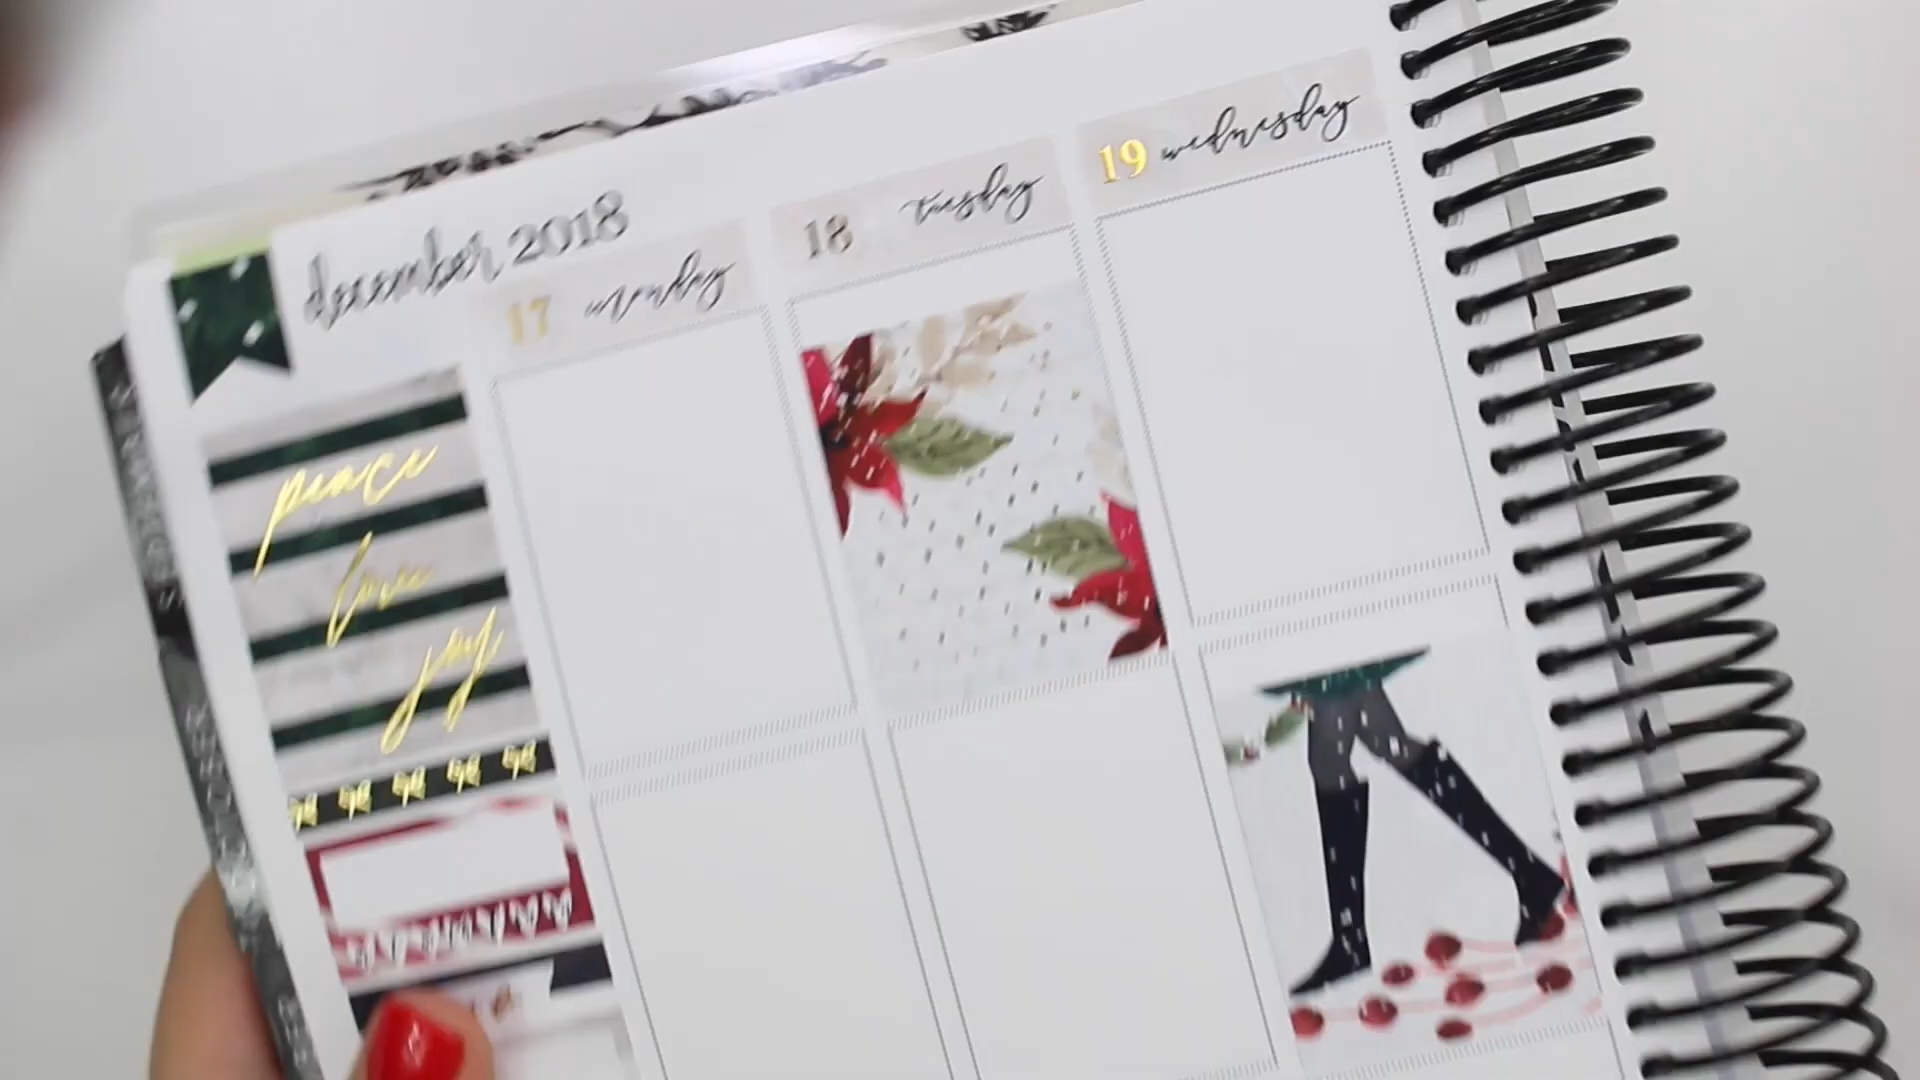 december 2018
17 monday
18 tuesday
19 wednesday
peace
love
joy